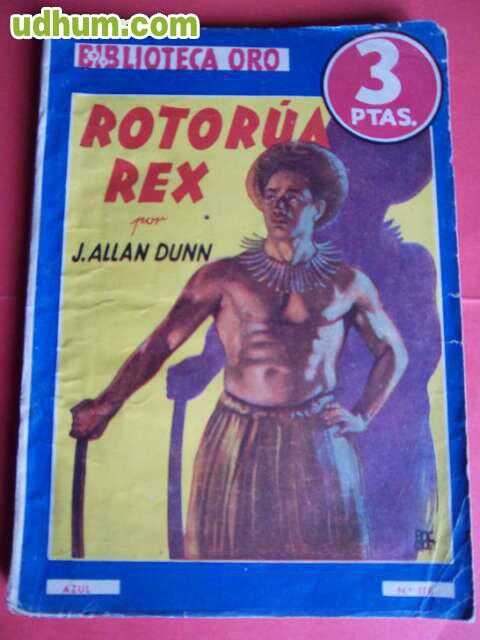 udhum.com
BIBLIOTECA ORO
3
PTAS.
ROTORÚA
REX
por
J. ALLAN DUNN
AZUL